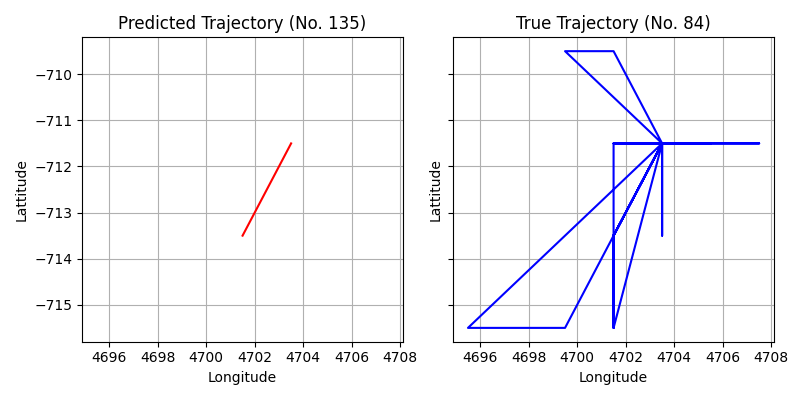 Predicted Trajectory (No. 135)
True Trajectory (No. 84)
Lattitude
−710
−711
−712
−713
−714
−715
4696 4698 4700 4702 4704 4706 4708
Longitude
Lattitude
4696 4698 4700 4702 4704 4706 4708
Longitude